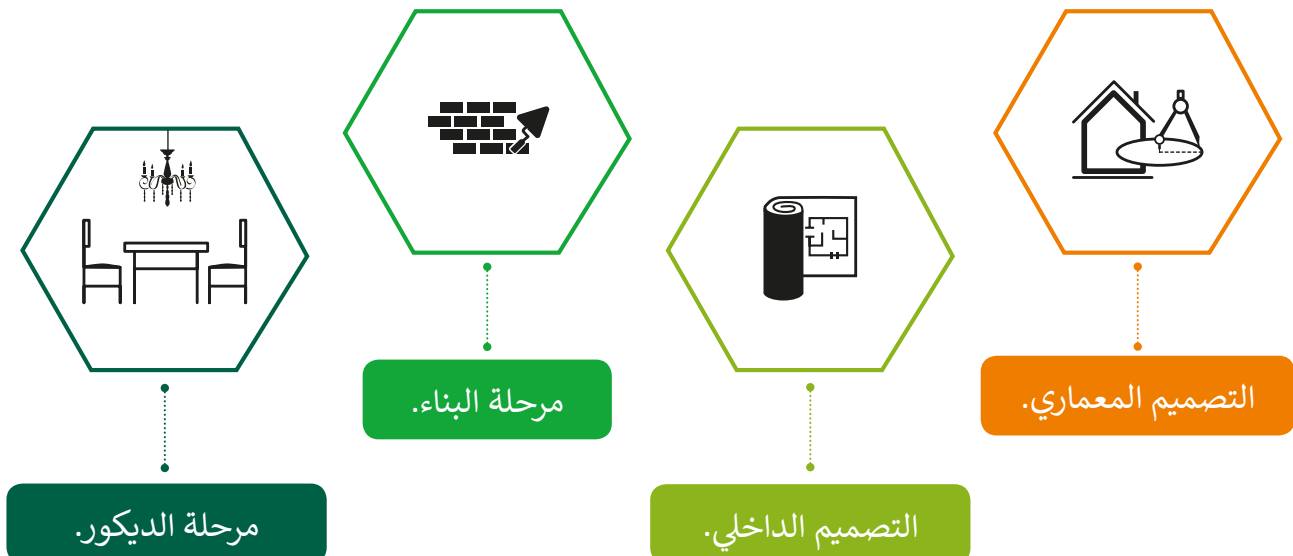 التصميم المعماري.
التصميم الداخلي.
مرحلة البناء.
مرحلة الديكور.